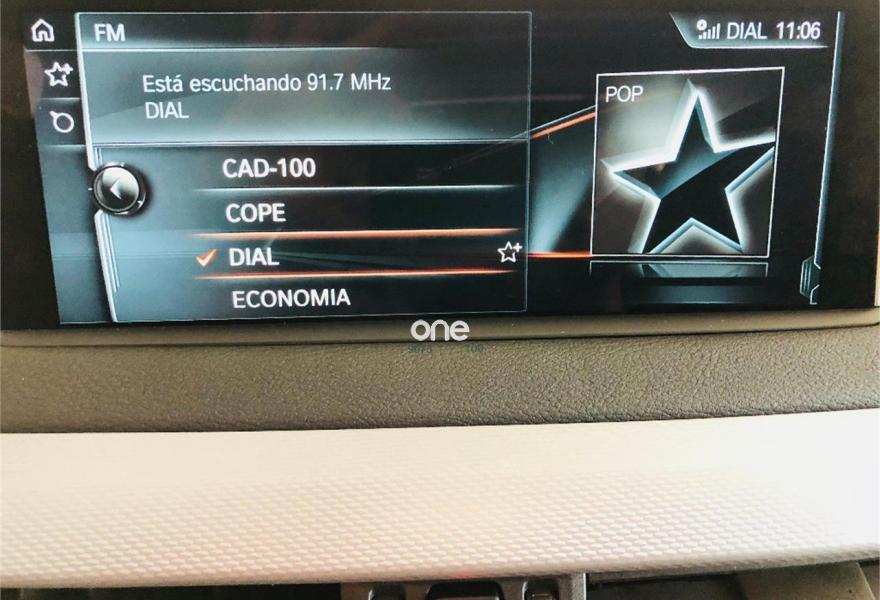 FM
DIAL 11:06
Está escuchando 91.7 MHz
DIAL
POP
CAD-100
COPE
DIAL
ECONOMIA
one